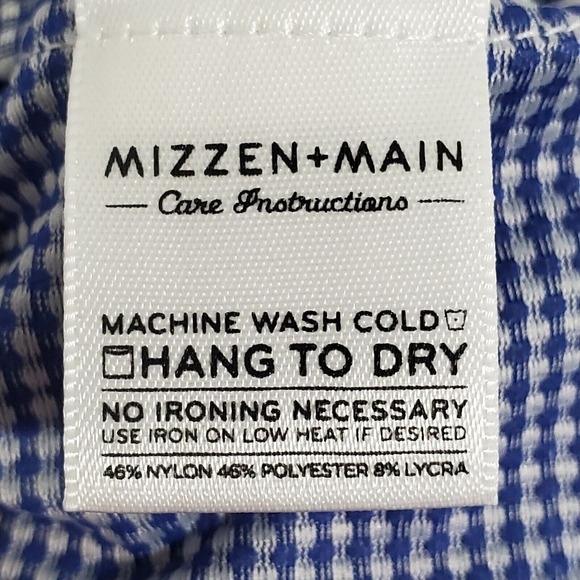 MIZZEN+MAIN
Care Instructions
MACHINE WASH COLD
HANG TO DRY
NO IRONING NECESSARY
USE IRON ON LOW HEAT IF DESIRED
46% NYLON 46% POLYESTER 8% LYCRA